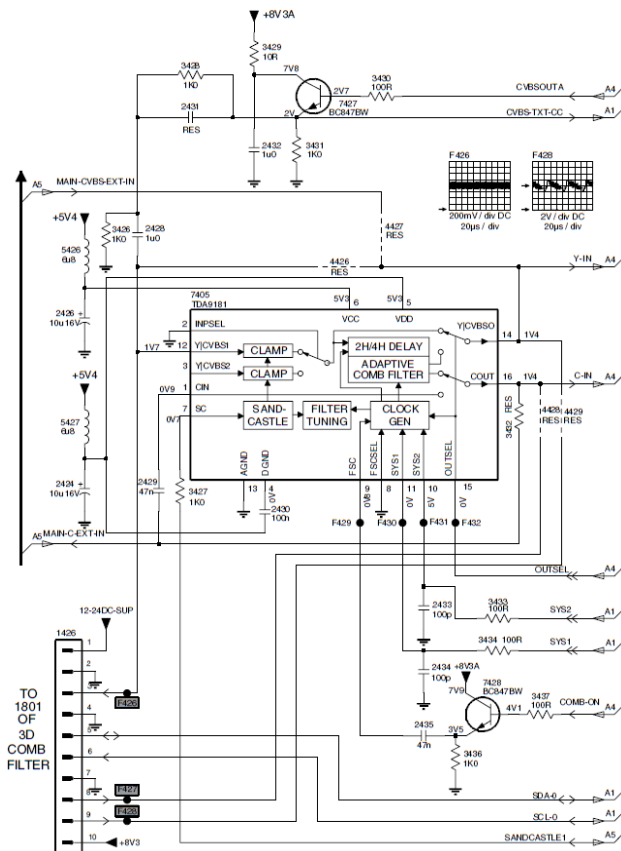 +8V3A
3429
10R
7V8
3428
1K0
3430
100R
2V7
CVBSOUTA
A4
2431
RES
2V
7427
BC847BW
CVBS-TXT-CC
A1
2432
1u0
3431
1K0
F426
F428
A5
MAIN-CVBS-EXT-IN
200mV / div DC
20µs / div
2V / div DC
20µs / div
+5V4
3426
1K0
2428
1u0
4427
RES
5426
6u8
4426
RES
Y-IN
A4
7405
TDA9181
5V3
6
5V3
5
VCC
VDD
2426
10u 16V
2
INPSEL
Y|CVBSO
14
1V4
1V7
12
Y|CVBS1
CLAMP
2H/4H DELAY
3
Y|CVBS2
CLAMP
ADAPTIVE
COMB FILTER
COUT
16
1V4
C-IN
A4
+5V4
0V9
1
CIN
7
SC
0V7
SAND-
CASTLE
FILTER
TUNING
CLOCK
GEN
3432
RES
4428
RES
4429
RES
5427
6u8
AGND
DGND
FSC
FSCSEL
SYS1
SYS2
OUTSEL
2424
10u 16V
2429
47n
3427
1K0
13
4
0V
9
0V8
8
11
0V
10
5V
15
0V
2430
100n
F429
F430
F431
F432
A5
MAIN-C-EXT-IN
OUTSEL
A4
12-24DC-SUP
2433
100p
3433
100R
SYS2
A1
1426
3434
100R
SYS1
A1
1
2
3
4
5
6
7
8
9
10
2434
100p
+8V3A
F426
7V9
7428
BC847BW
TO
1801
OF
3D
COMB
FILTER
4V1
3437
100R
COMB-ON
A4
2435
47n
3V5
3436
1K0
F427
SDA-0
A1
F428
SCL-0
A1
+8V3
SANDCASTLE1
A5